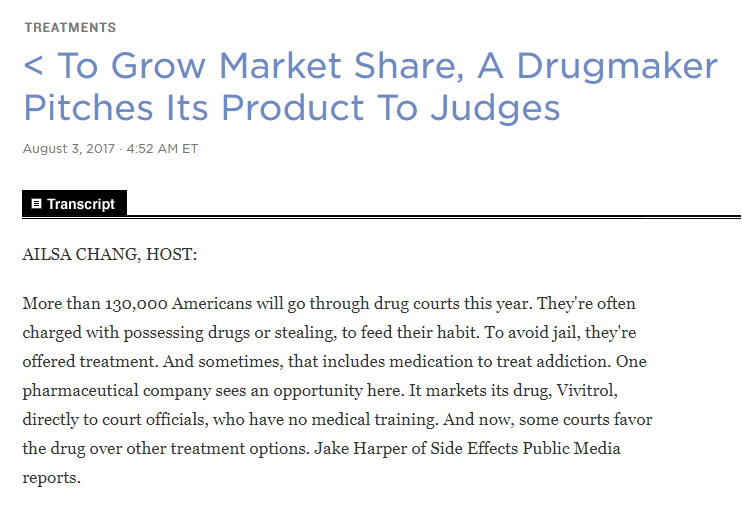 TREATMENTS
< To Grow Market Share, A Drugmaker
Pitches Its Product To Judges
August 3, 2017 · 4:52 AM ET
Transcript
AILSA CHANG, HOST:
More than 130,000 Americans will go through drug courts this year. They're often
charged with possessing drugs or stealing, to feed their habit. To avoid jail, they're
offered treatment. And sometimes, that includes medication to treat addiction. One
pharmaceutical company sees an opportunity here. It markets its drug, Vivitrol,
directly to court officials, who have no medical training. And now, some courts favor
the drug over other treatment options. Jake Harper of Side Effects Public Media
reports.